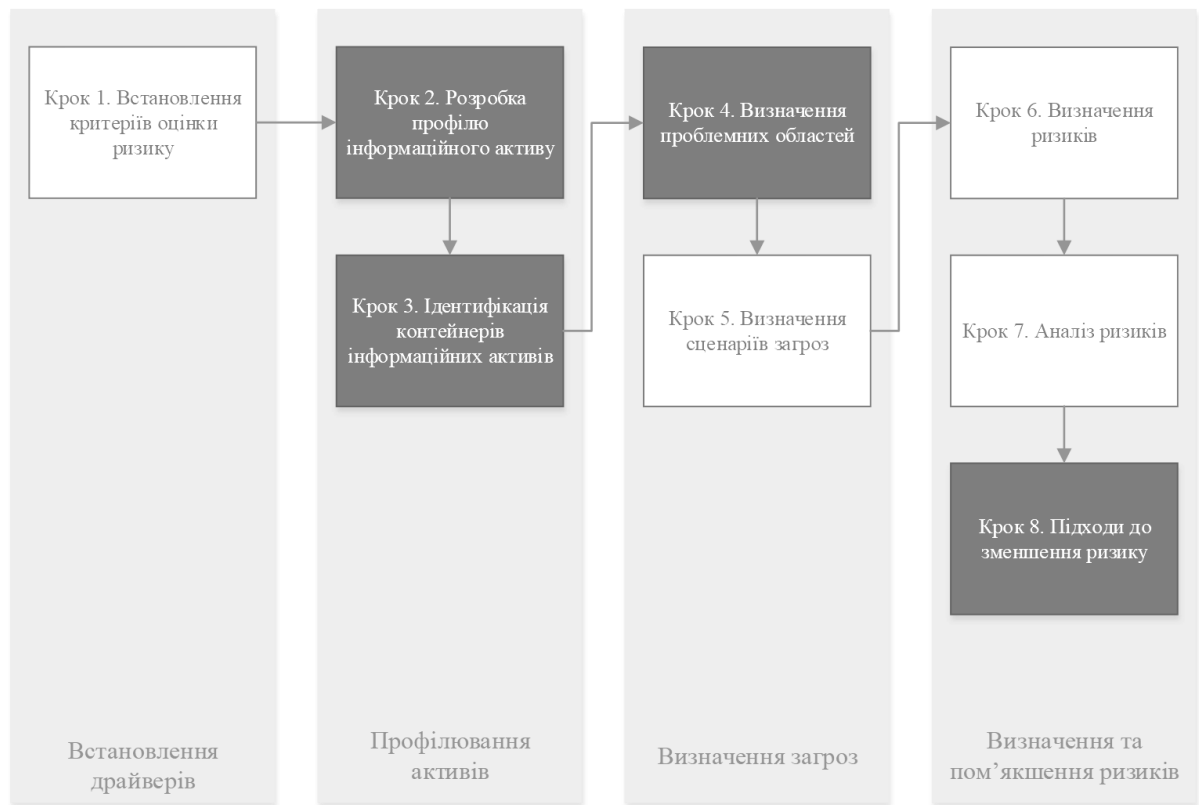 Крок 1. Встановлення
критеріїв оцінки
ризику
Крок 2. Розробка
профілю
інформаційного активу
Крок 3. Ідентифікація
контейнерів
інформаційних активів
Крок 4. Визначення
проблемних областей
Крок 5. Визначення
сценаріїв загроз
Крок 6. Визначення
ризиків
Крок 7. Аналіз ризиків
Крок 8. Підходи до
зменшення ризику
Встановлення
драйверів
Профілювання
активів
Визначення загроз
Визначення та
пом’якшення ризиків